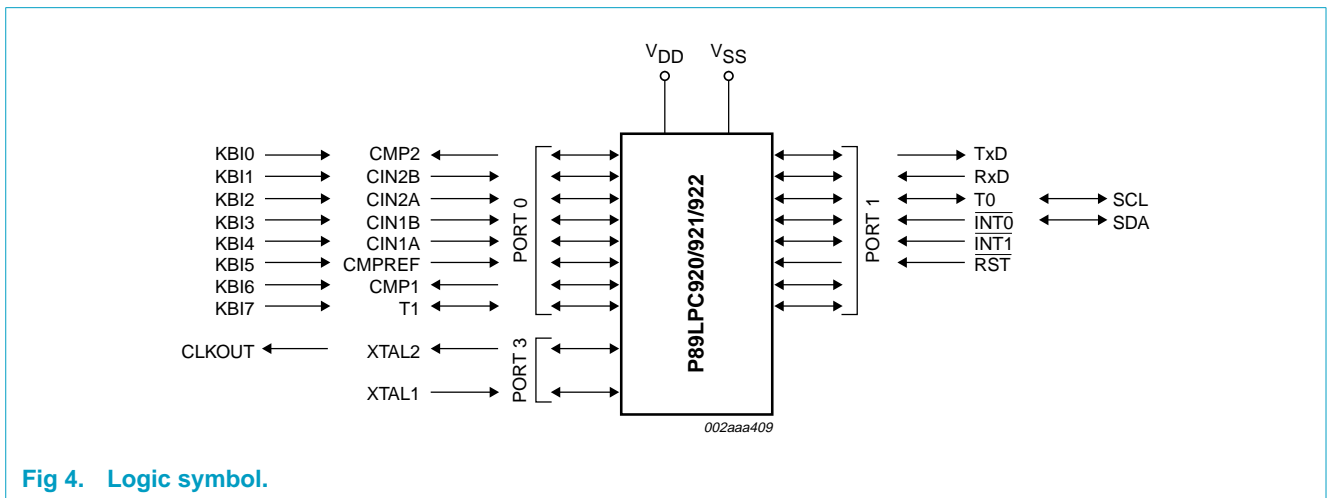 VDD VSS
KBI0 CMP2 TxD
KBI1 CIN2B RxD
KBI2 CIN2A T0 SCL
KBI3 CIN1B INT0 SDA
KBI4 CIN1A INT1
KBI5 CMPREF RST
KBI6 CMP1
KBI7 T1
PORT 0
P89LPC920/921/922
PORT 1
CLKOUT XTAL2
XTAL1
PORT 3
002aaa409
Fig 4. Logic symbol.